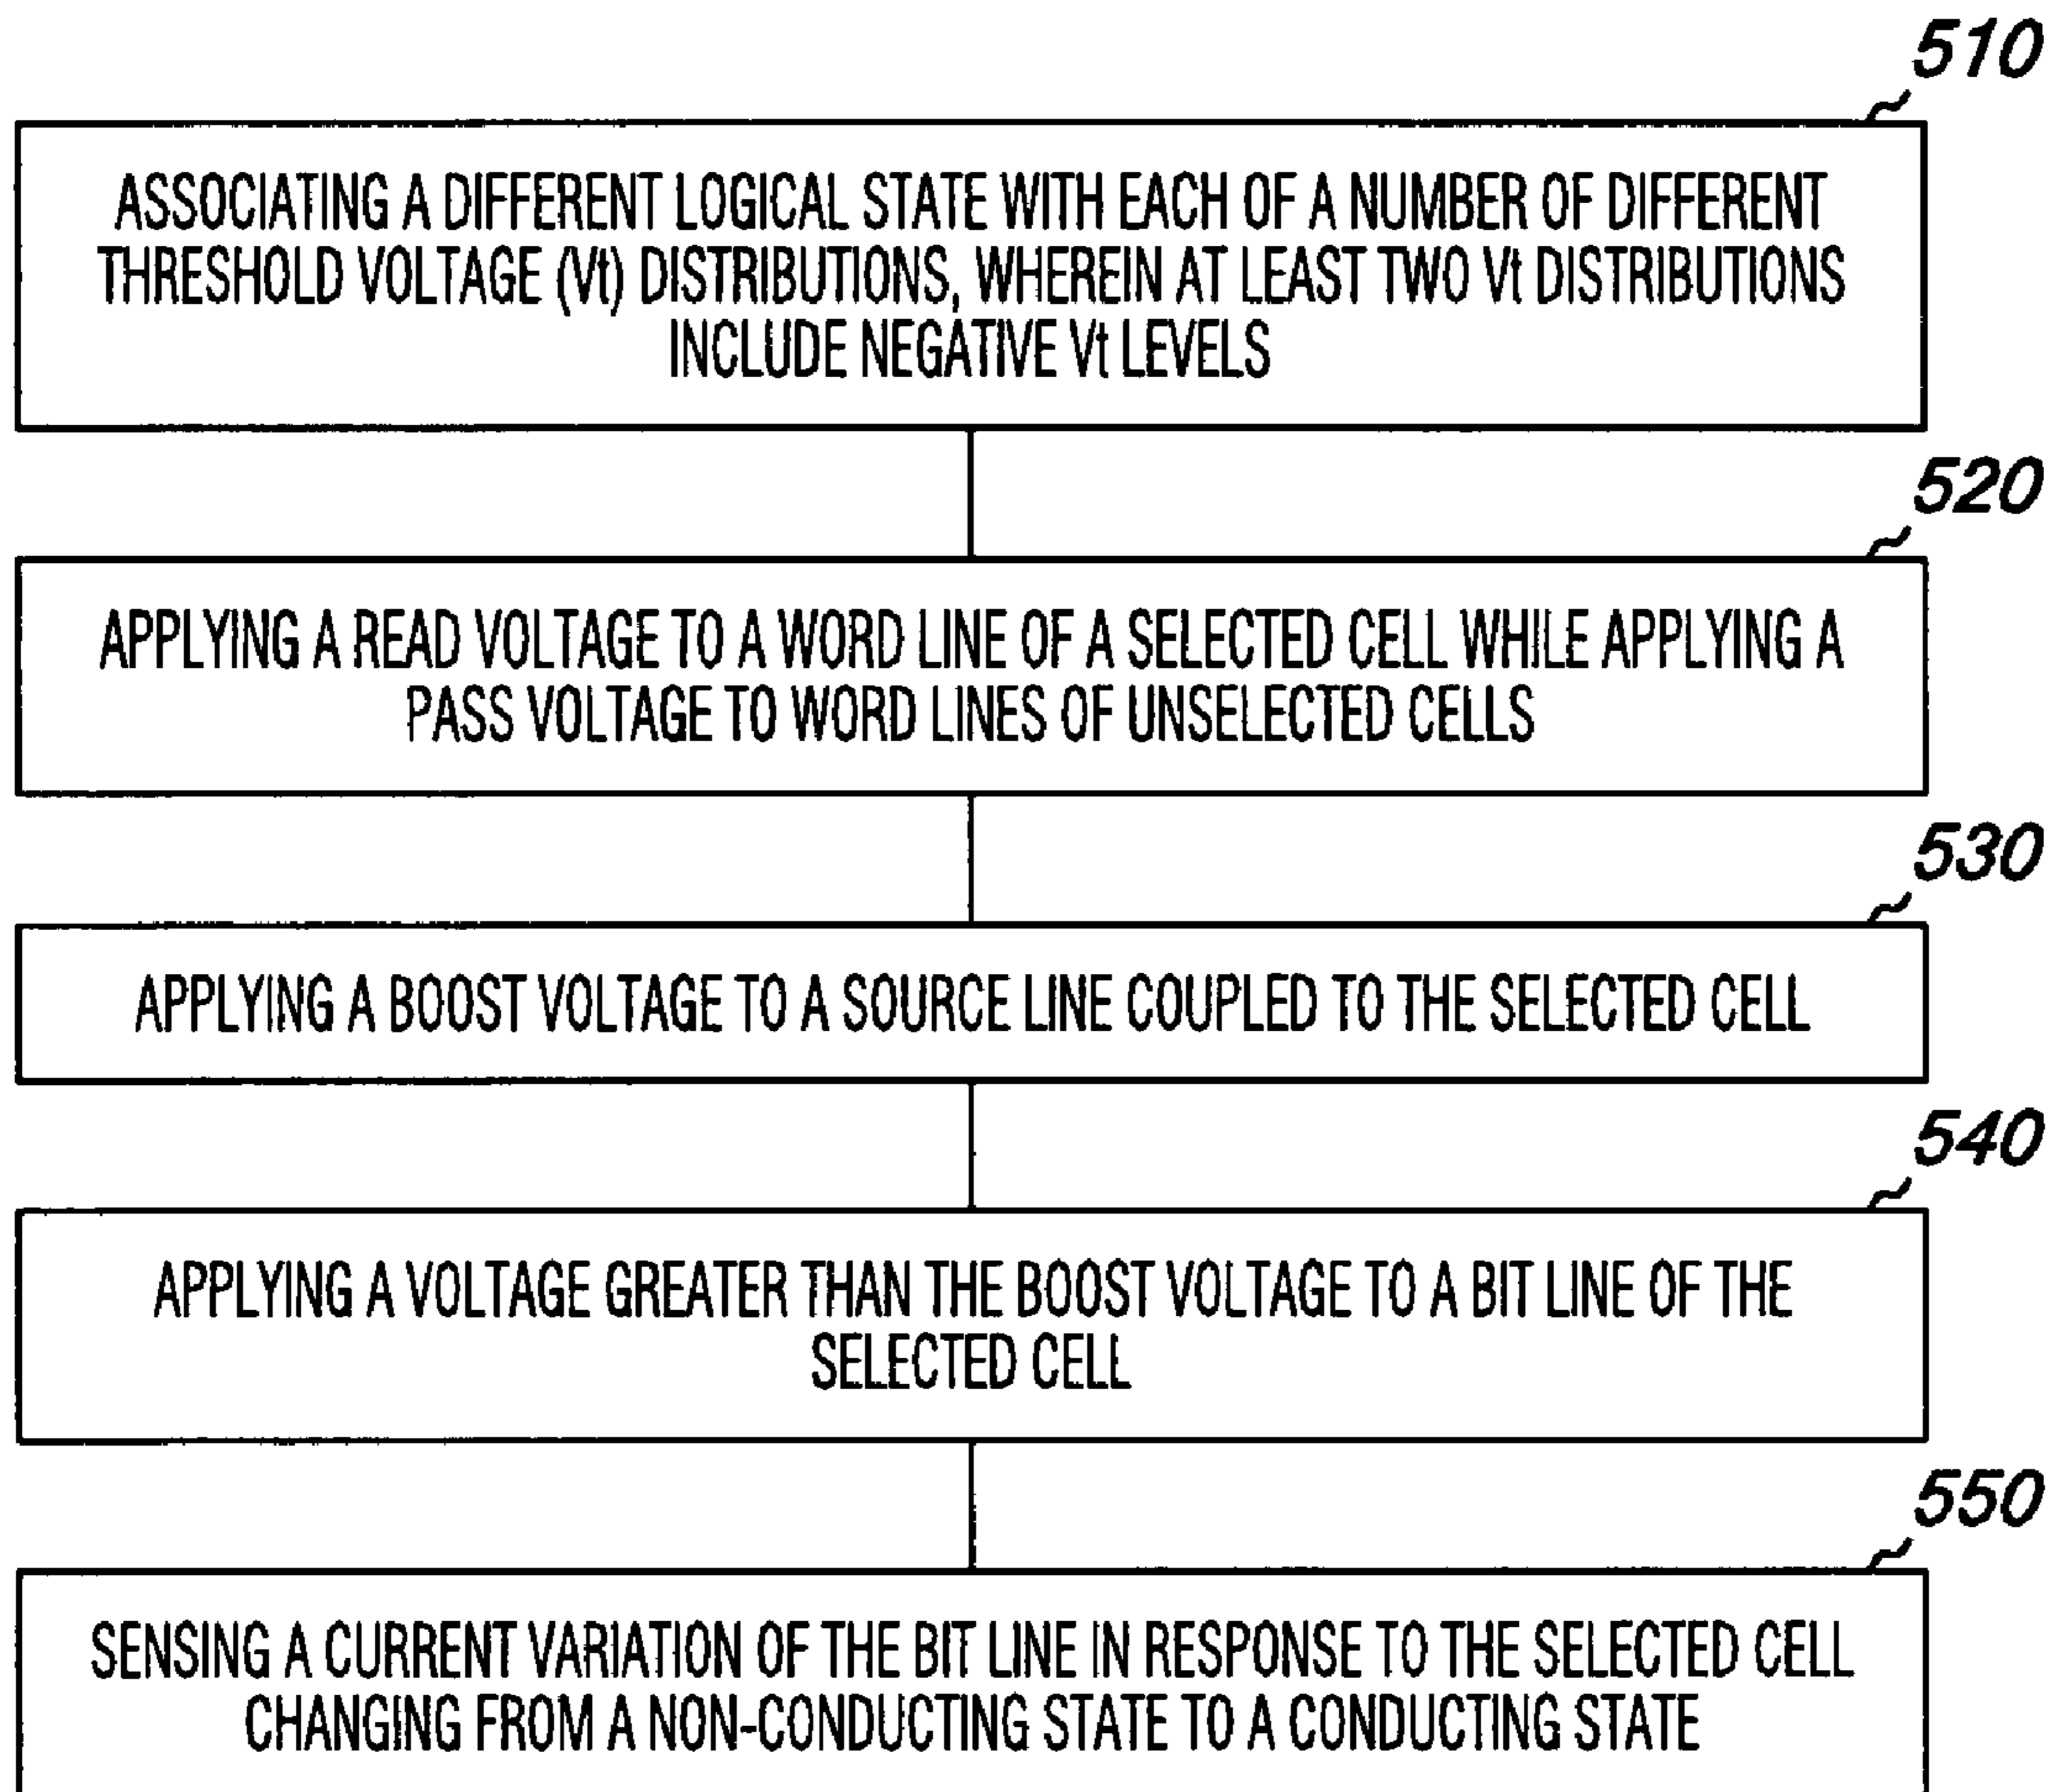 510
ASSOCIATING A DIFFERENT LOGICAL STATE WITH EACH OF A NUMBER OF DIFFERENT
THRESHOLD VOLTAGE (Vt) DISTRIBUTIONS, WHEREIN AT LEAST TWO Vt DISTRIBUTIONS
INCLUDE NEGATIVE Vt LEVELS
520
APPLYING A READ VOLTAGE TO A WORD LINE OF A SELECTED CELL WHILE APPLYING A
PASS VOLTAGE TO WORD LINES OF UNSELECTED CELLS
530
APPLYING A BOOST VOLTAGE TO A SOURCE LINE COUPLED TO THE SELECTED CELL
540
APPLYING A VOLTAGE GREATER THAN THE BOOST VOLTAGE TO A BIT LINE OF THE
SELECTED CELL
550
SENSING A CURRENT VARIATION OF THE BIT LINE IN RESPONSE TO THE SELECTED CELL
CHANGING FROM A NON-CONDUCTING STATE TO A CONDUCTING STATE